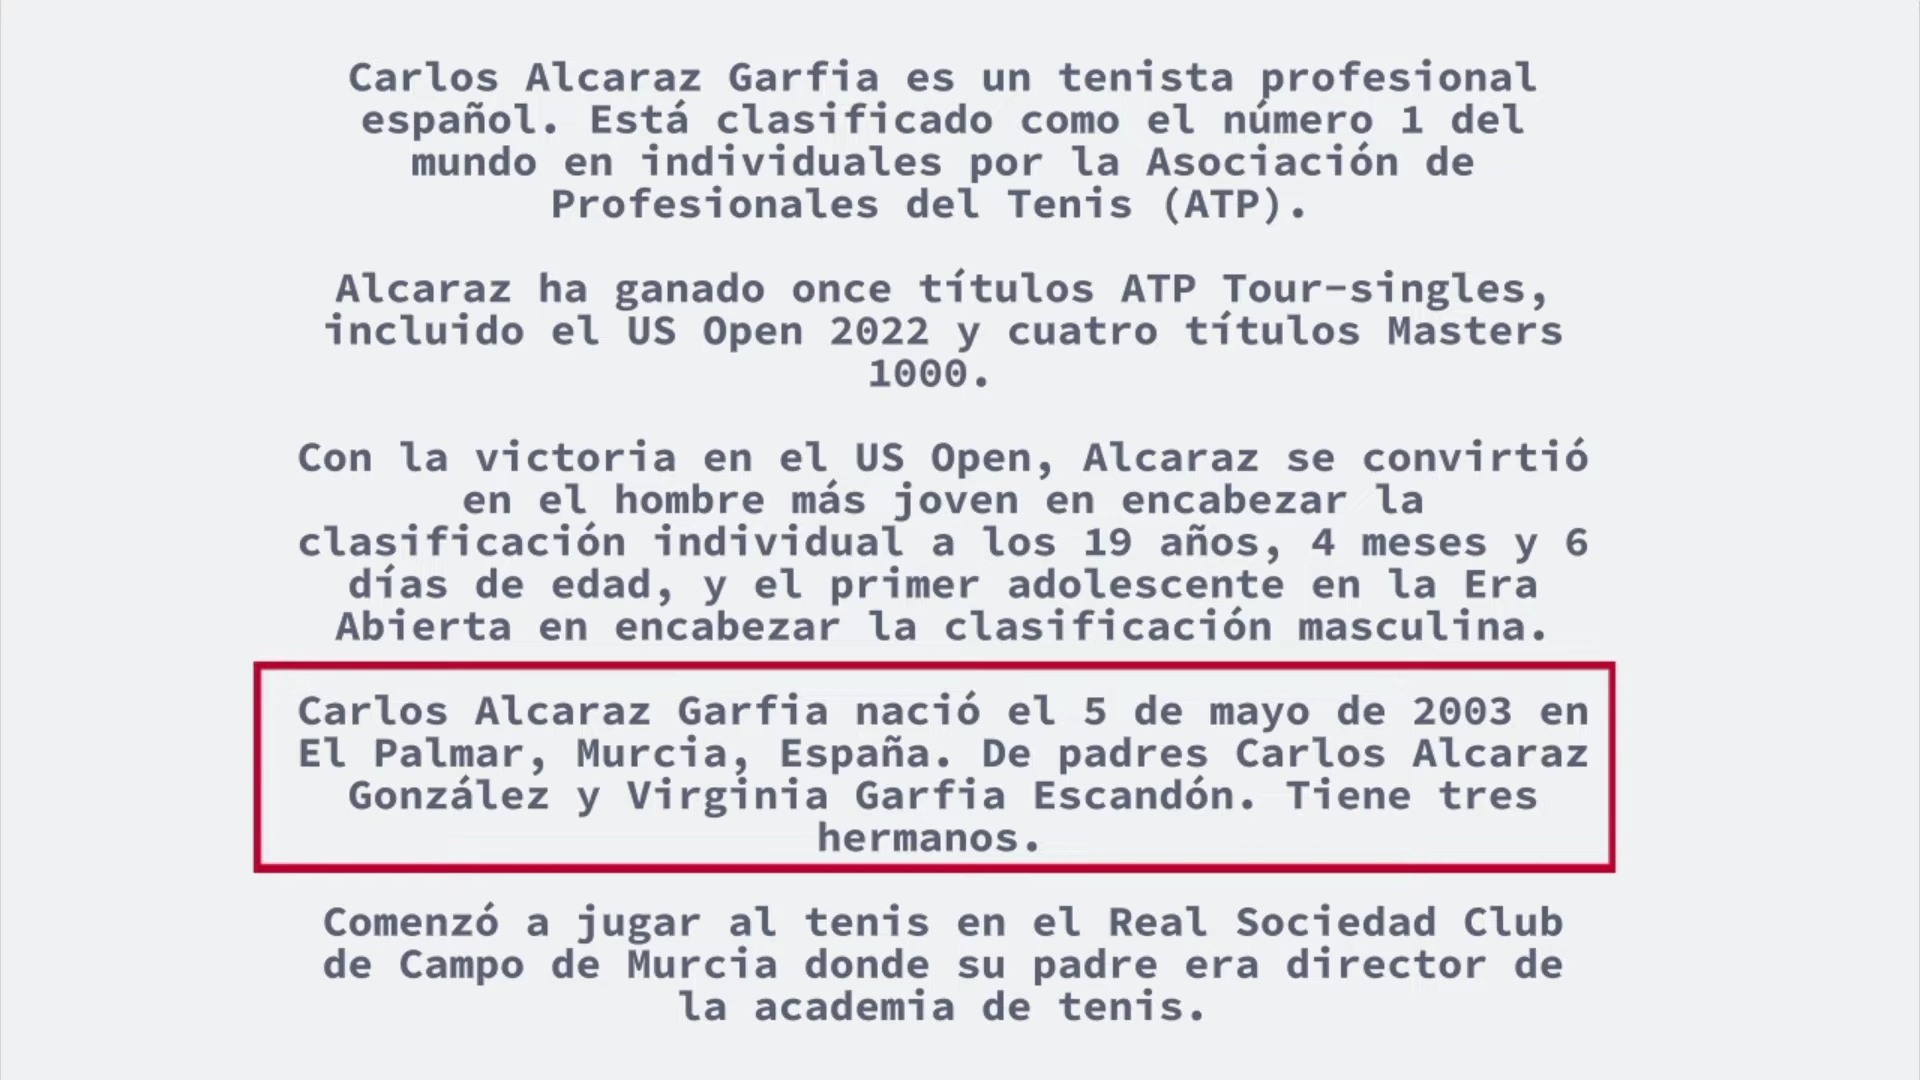 Carlos Alcaraz Garfia es un tenista profesional
español. Está clasificado como el número 1 del
mundo en individuales por la Asociación de
Profesionales del Tenis (ATP).
Alcaraz ha ganado once títulos ATP Tour-singles,
incluido el US Open 2022 y cuatro títulos Masters
1000.
Con la victoria en el US Open, Alcaraz se convirtió
en el hombre más joven en encabezar la
clasificación individual a los 19 años, 4 meses y 6
días de edad, y el primer adolescente en la Era
Abierta en encabezar la clasificación masculina.
Carlos Alcaraz Garfia nació el 5 de mayo de 2003 en
El Palmar, Murcia, España. De padres Carlos Alcaraz
González y Virginia Garfia Escandón. Tiene tres
hermanos.
Comenzó a jugar al tenis en el Real Sociedad Club
de Campo de Murcia donde su padre era director de
la academia de tenis.